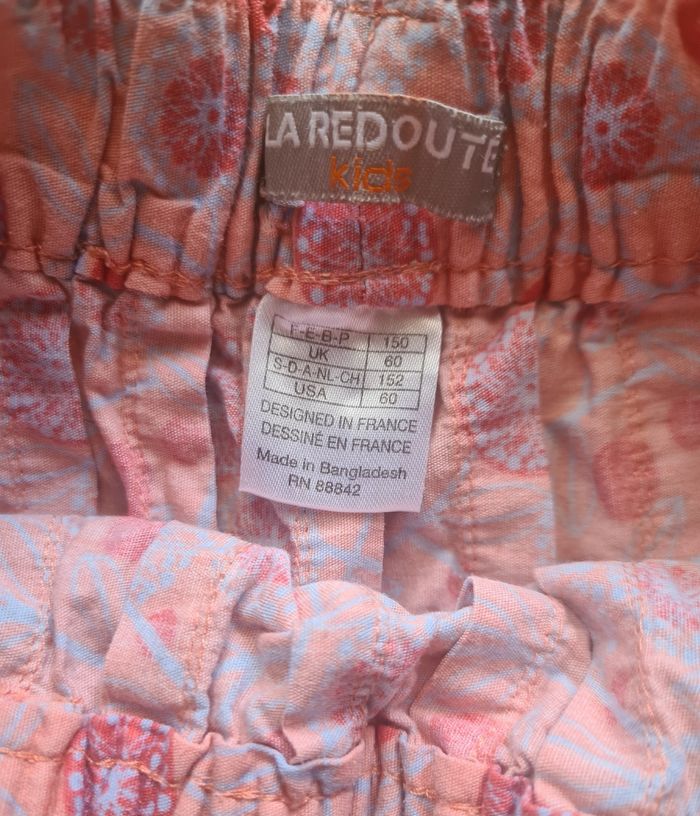 LA REDOUTE
kids
F-E-B-P 150
UK 60
S-D-A-NL-CH 152
USA 60
DESIGNED IN FRANCE
DESSINÉ EN FRANCE
Made in Bangladesh
RN 88842